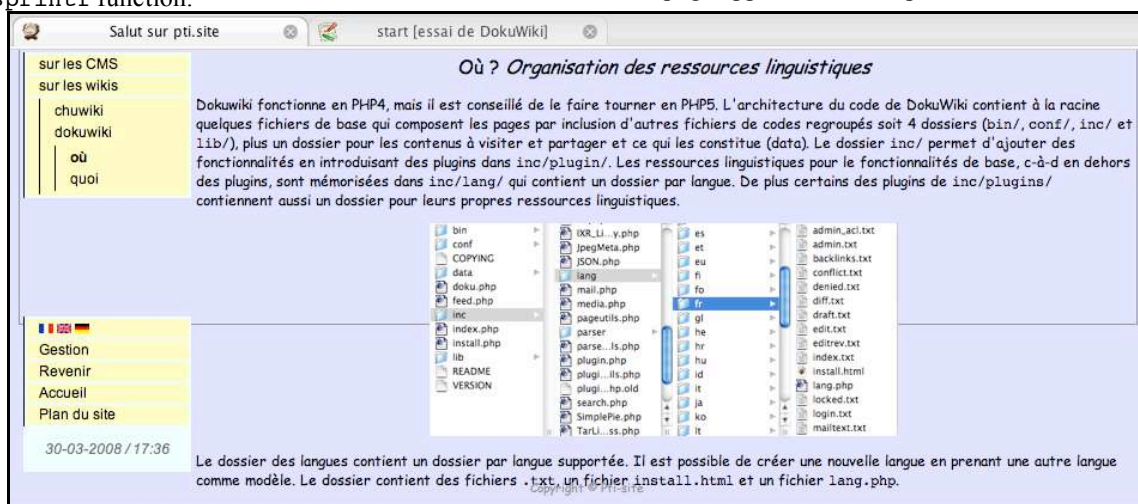 sprintf function.
Salut sur pti.site
start [essai de DokuWiki]
sur les CMS
sur les wikis
chuwiki
dokuwiki
où
quoi
Où ? Organisation des ressources linguistiques
Dokuwiki fonctionne en PHP4, mais il est conseillé de le faire tourner en PHP5. L'architecture du code de DokuWiki contient à la racine
quelques fichiers de base qui composent les pages par inclusion d'autres fichiers de codes regroupés soit 4 dossiers (bin/, conf/, inc/ et
lib/), plus un dossier pour les contenus à visiter et partager et ce qui les constitue (data). Le dossier inc/ permet d'ajouter des
fonctionnalités en introduisant des plugins dans inc/plugin/. Les ressources linguistiques pour le fonctionnalités de base, c-à-d en dehors
des plugins, sont mémorisées dans inc/lang/ qui contient un dossier par langue. De plus certains des plugins de inc/plugins/
contiennent aussi un dossier pour leurs propres ressources linguistiques.
bin
conf
COPYING
data
doku.php
feed.php
inc
index.php
install.php
lib
README
VERSION
IXR_Li...y.php
JpegMeta.php
JSON.php
lang
mail.php
media.php
pageutils.php
parser
parse...ls.php
plugin.php
plugi...ils.php
plugi...hp.old
search.php
SimplePie.php
TarLi...ss.php
es
et
eu
fi
fo
fr
gl
he
hr
hu
id
it
ja
ko
lt
admin_acl.txt
admin.txt
backlinks.txt
conflict.txt
denied.txt
diff.txt
draft.txt
edit.txt
editrev.txt
index.txt
install.html
lang.php
locked.txt
login.txt
mailtext.txt
Gestion
Revenir
Accueil
Plan du site
30-03-2008 / 17:36
Le dossier des langues contient un dossier par langue supportée. Il est possible de créer une nouvelle langue en prenant une autre langue
comme modèle. Le dossier contient des fichiers .txt, un fichier install.html et un fichier lang.php.
Copyright © Pti-site